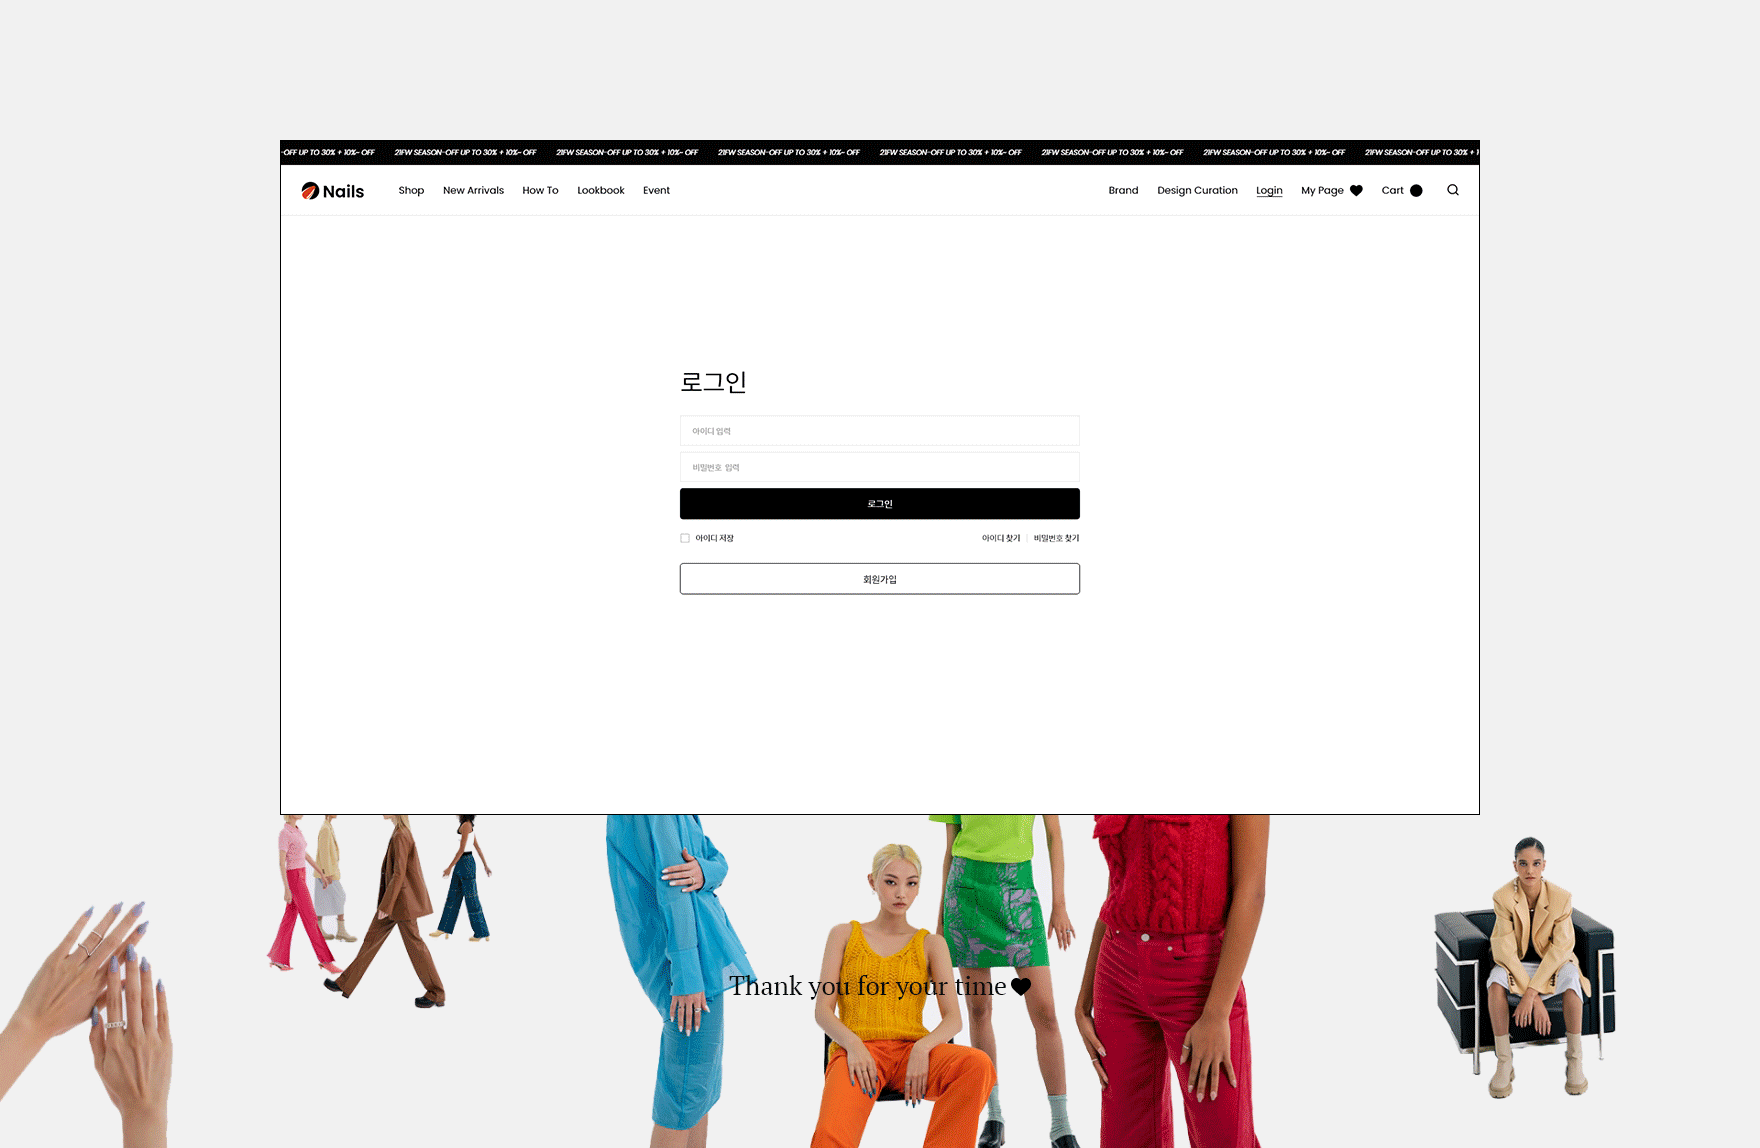 -OFF UP TO 30% + 10%~ OFF 21FW SEASON-OFF UP TO 30% + 10%~ OFF 21FW SEASON-OFF UP TO 30% + 10%~ OFF 21FW SEASON-OFF UP TO 30% + 10%~ OFF 21FW SEASON-OFF UP TO 30% + 10%~ OFF 21FW SEASON-OFF UP TO 30% + 10%~ OFF 21FW SEASON-OFF UP TO 30% + 10%~ OFF 21FW SEASON-OFF UP TO 30% + 1
Nails Shop New Arrivals How To Lookbook Event Brand Design Curation Login My Page Cart
로그인
아이디 입력
비밀번호 입력
로그인
아이디 저장 아이디 찾기 | 비밀번호 찾기
회원가입
Thank you for your time